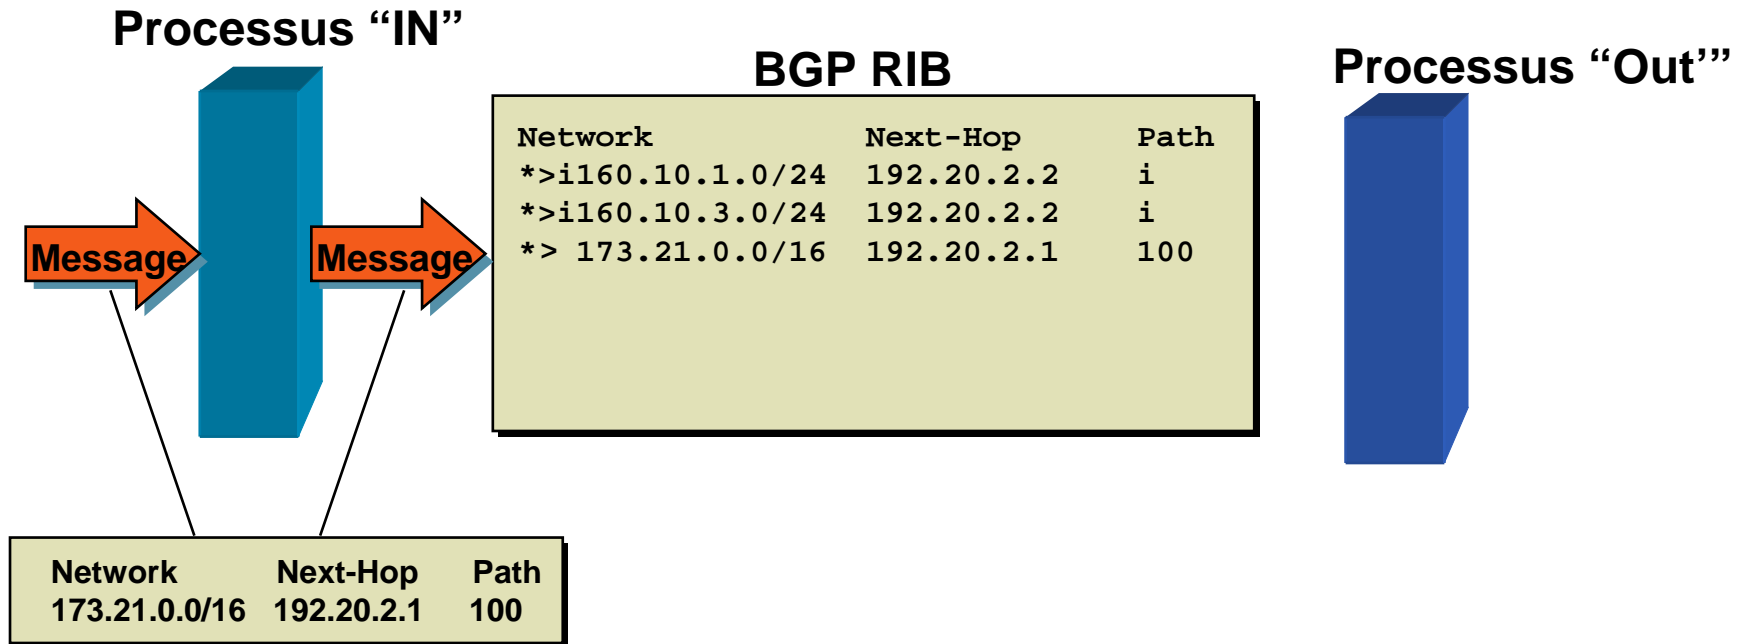 Processus “IN”
BGP RIB
Processus “Out’”
Network Next-Hop Path
*>i160.10.1.0/24 192.20.2.2 i
*>i160.10.3.0/24 192.20.2.2 i
*> 173.21.0.0/16 192.20.2.1 100
Message
Message
Network Next-Hop Path
173.21.0.0/16 192.20.2.1 100